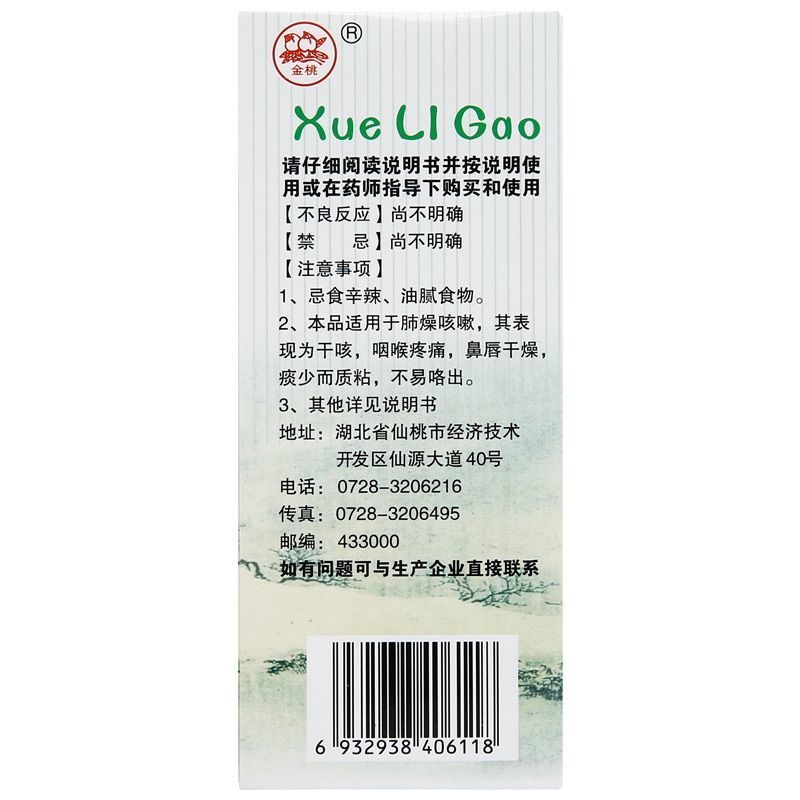 金桃
®
Xue LI Gao
请仔细阅读说明书并按说明使
用或在药师指导下购买和使用
【不良反应】尚不明确
【禁　　忌】尚不明确
【注意事项】
1、忌食辛辣、油腻食物。
2、本品适用于肺燥咳嗽，其表
现为干咳，咽喉疼痛，鼻唇干燥，
痰少而质粘，不易咯出。
3、其他详见说明书
地址：湖北省仙桃市经济技术
开发区仙源大道40号
电话：0728-3206216
传真：0728-3206495
邮编：433000
如有问题可与生产企业直接联系
6 932938 406118